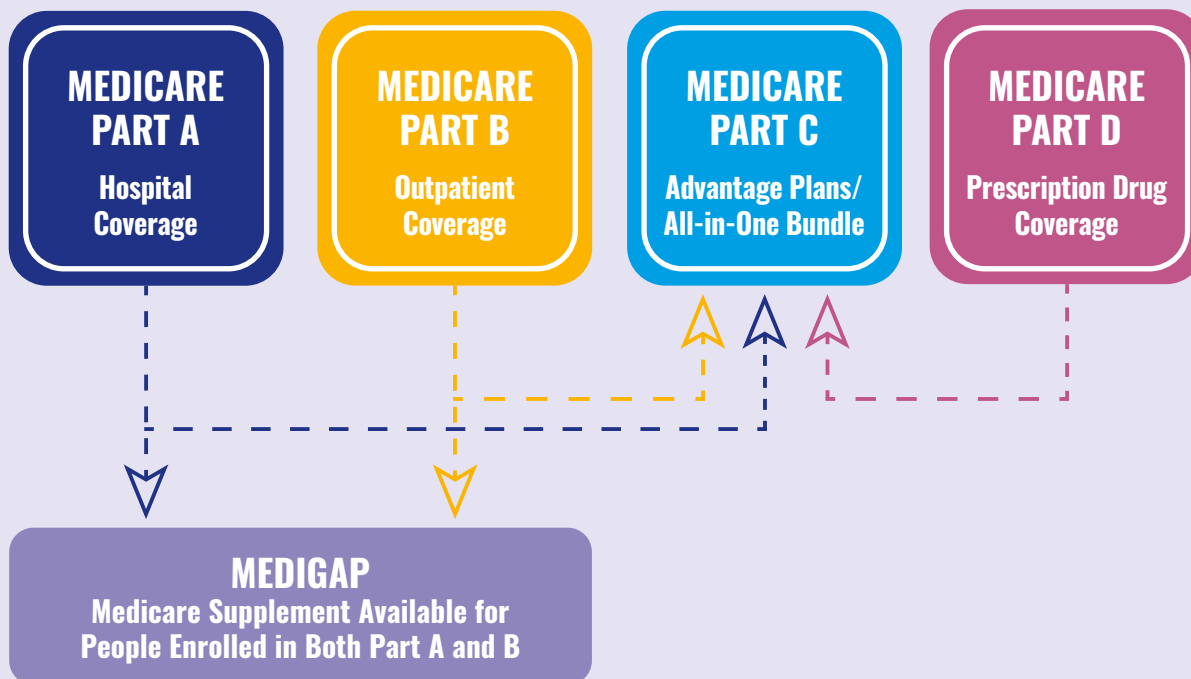 MEDICARE
PART A
Hospital
Coverage
MEDICARE
PART B
Outpatient
Coverage
MEDICARE
PART C
Advantage Plans/
All-in-One Bundle
MEDICARE
PART D
Prescription Drug
Coverage
MEDIGAP
Medicare Supplement Available for
People Enrolled in Both Part A and B